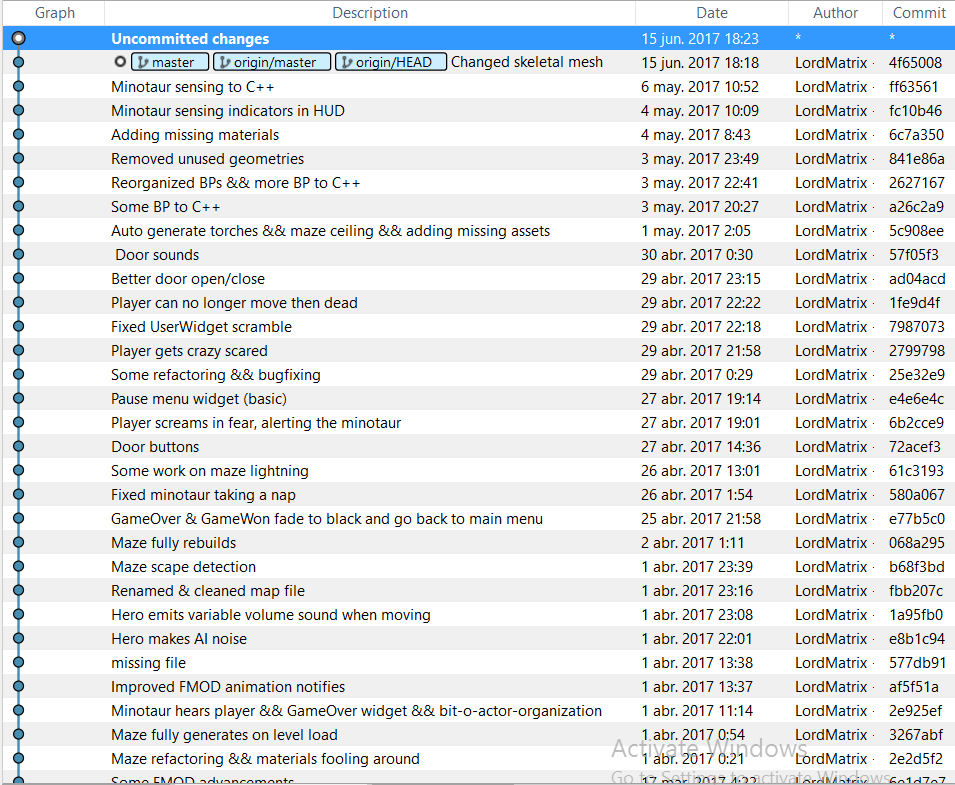 Graph Description Date Author Commit
Uncommitted changes 15 jun. 2017 18:23 * *
master origin/master origin/HEAD Changed skeletal mesh 15 jun. 2017 18:18 LordMatrix 4f65008
Minotaur sensing to C++ 6 may. 2017 10:52 LordMatrix ff63561
Minotaur sensing indicators in HUD 4 may. 2017 10:09 LordMatrix fc10b46
Adding missing materials 4 may. 2017 8:43 LordMatrix 6c7a350
Removed unused geometries 3 may. 2017 23:49 LordMatrix 841e86a
Reorganized BPs && more BP to C++ 3 may. 2017 22:41 LordMatrix 2627167
Some BP to C++ 3 may. 2017 20:27 LordMatrix a26c2a9
Auto generate torches && maze ceiling && adding missing assets 1 may. 2017 2:05 LordMatrix 5c908ee
Door sounds 30 abr. 2017 0:30 LordMatrix 57f05f3
Better door open/close 29 abr. 2017 23:15 LordMatrix ad04acd
Player can no longer move then dead 29 abr. 2017 22:22 LordMatrix 1fe9d4f
Fixed UserWidget scramble 29 abr. 2017 22:18 LordMatrix 7987073
Player gets crazy scared 29 abr. 2017 21:58 LordMatrix 2799798
Some refactoring && bugfixing 29 abr. 2017 0:29 LordMatrix 25e32e9
Pause menu widget (basic) 27 abr. 2017 19:14 LordMatrix e4e6e4c
Player screams in fear, alerting the minotaur 27 abr. 2017 19:01 LordMatrix 6b2cce9
Door buttons 27 abr. 2017 14:36 LordMatrix 72acef3
Some work on maze lightning 26 abr. 2017 13:01 LordMatrix 61c3193
Fixed minotaur taking a nap 26 abr. 2017 1:54 LordMatrix 580a067
GameOver & GameWon fade to black and go back to main menu 25 abr. 2017 21:58 LordMatrix e77b5c0
Maze fully rebuilds 2 abr. 2017 1:11 LordMatrix 068a295
Maze scape detection 1 abr. 2017 23:39 LordMatrix b68f3bd
Renamed & cleaned map file 1 abr. 2017 23:16 LordMatrix fbb207c
Hero emits variable volume sound when moving 1 abr. 2017 23:08 LordMatrix 1a95fb0
Hero makes AI noise 1 abr. 2017 22:01 LordMatrix e8b1c94
missing file 1 abr. 2017 13:38 LordMatrix 577db91
Improved FMOD animation notifies 1 abr. 2017 13:37 LordMatrix af5f51a
Minotaur hears player && GameOver widget && bit-o-actor-organization 1 abr. 2017 11:14 LordMatrix 2e925ef
Maze fully generates on level load 1 abr. 2017 0:54 LordMatrix 3267abf
Activate Windows
Maze refactoring && materials fooling around 1 abr. 2017 0:21 LordMatrix 2e2d5f2
Go to Settings to activate Windows.
Some FMOD advancements 17 mar. 2017 4:22 LordMatrix 6e1d7e7